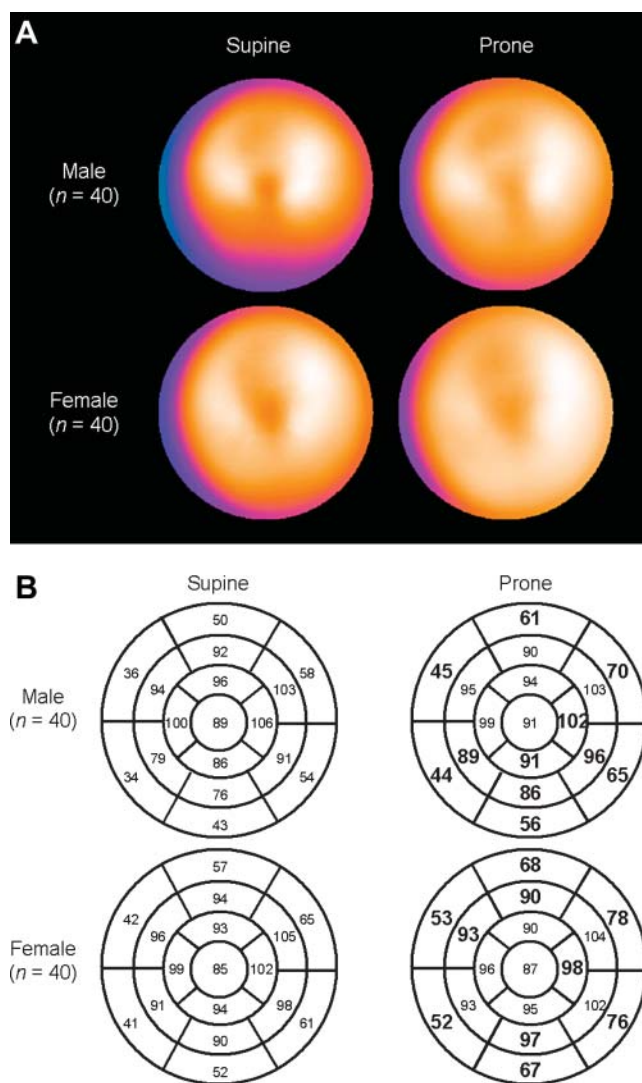 A
Supine Prone
Male
(n = 40)
Female
(n = 40)
B
Supine Prone
Male
(n = 40)
50
92
96
36 94 103 58
100 89 106
34 79 91 54
86
76
43
61
90
94
45 95 103 70
99 91 102
44 89 96 65
91
86
56
Female
(n = 40)
57
94
93
42 96 105 65
99 85 102
41 91 98 61
94
90
52
68
90
90
53 93 104 78
96 87 98
52 93 102 76
95
97
67